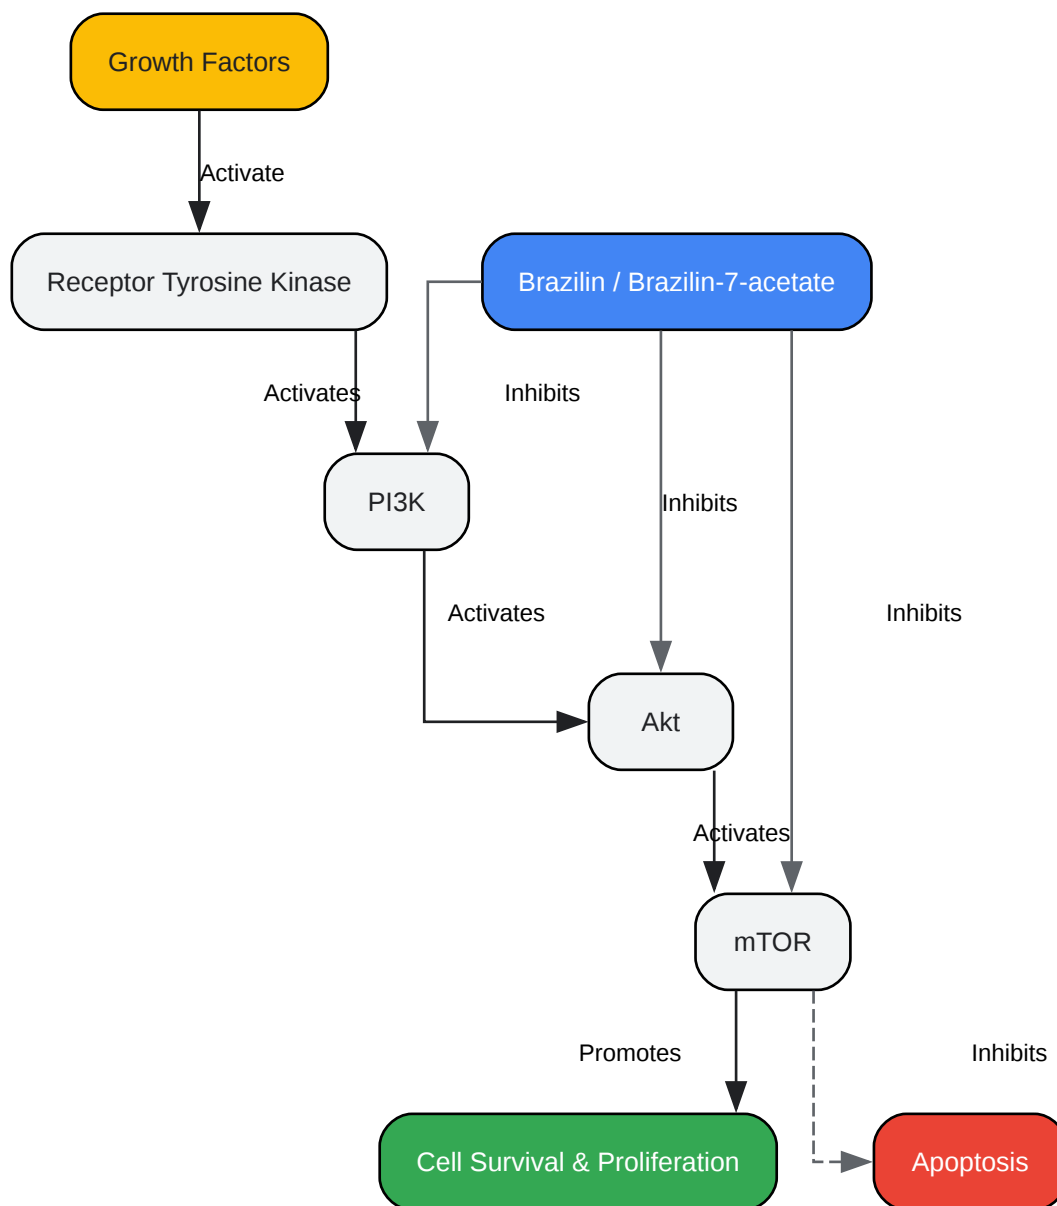 Growth Factors
Activate
Receptor Tyrosine Kinase
Brazilin / Brazilin-7-acetate
Activates
Inhibits
PI3K
Inhibits
Activates
Inhibits
Akt
Activates
mTOR
Promotes
Inhibits
Cell Survival & Proliferation
Apoptosis